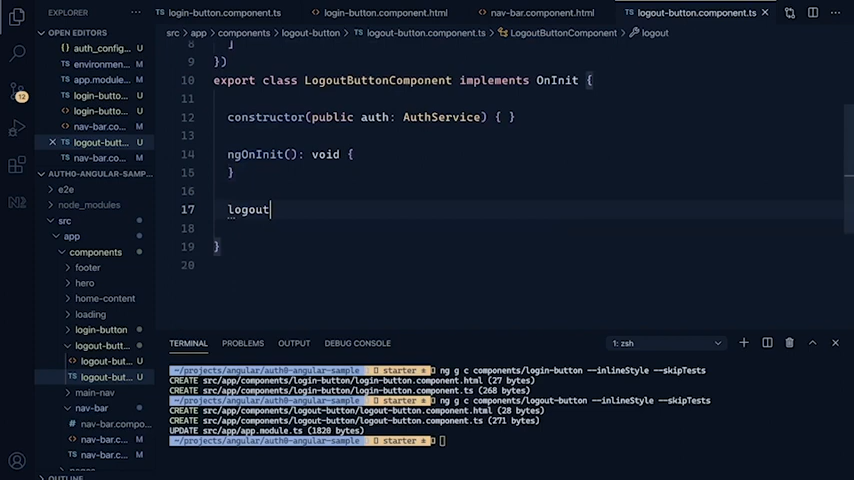 EXPLORER
login-button.component.ts
login-button.component.html
nav-bar.component.html
TS logout-button.component.ts
OPEN EDITORS
auth_config... U
environmen...
app.module...
login-butto... U
login-butto... U
nav-bar.co... M
TS logout-butt... U
nav-bar.co... M
AUTH0-ANGULAR-SAMP...
e2e
node_modules
src
app
components
footer
hero
home-content
loading
login-button
logout-butt...
logout-but... U
TS logout-but... U
main-nav
nav-bar
nav-bar.compo...
nav-bar.c... M
nav-bar.c... M
OUTLINE
12
src > app > components > logout-button > TS logout-button.component.ts > LogoutButtonComponent > logout
8 ]
9 })
10 export class LogoutButtonComponent implements OnInit {
11
12 constructor(public auth: AuthService) { }
13
14 ngOnInit(): void {
15 }
16
17 logout
18
19 }
20
TERMINAL PROBLEMS OUTPUT DEBUG CONSOLE 1: zsh
~/projects/angular/auth0-angular-sample starter ± ng g c components/login-button --inlineStyle --skipTests
CREATE src/app/components/login-button/login-button.component.html (27 bytes)
CREATE src/app/components/login-button/login-button.component.ts (268 bytes)
~/projects/angular/auth0-angular-sample starter ± ng g c components/logout-button --inlineStyle --skipTests
CREATE src/app/components/logout-button/logout-button.component.html (28 bytes)
CREATE src/app/components/logout-button/logout-button.component.ts (271 bytes)
UPDATE src/app/app.module.ts (1820 bytes)
~/projects/angular/auth0-angular-sample starter ±